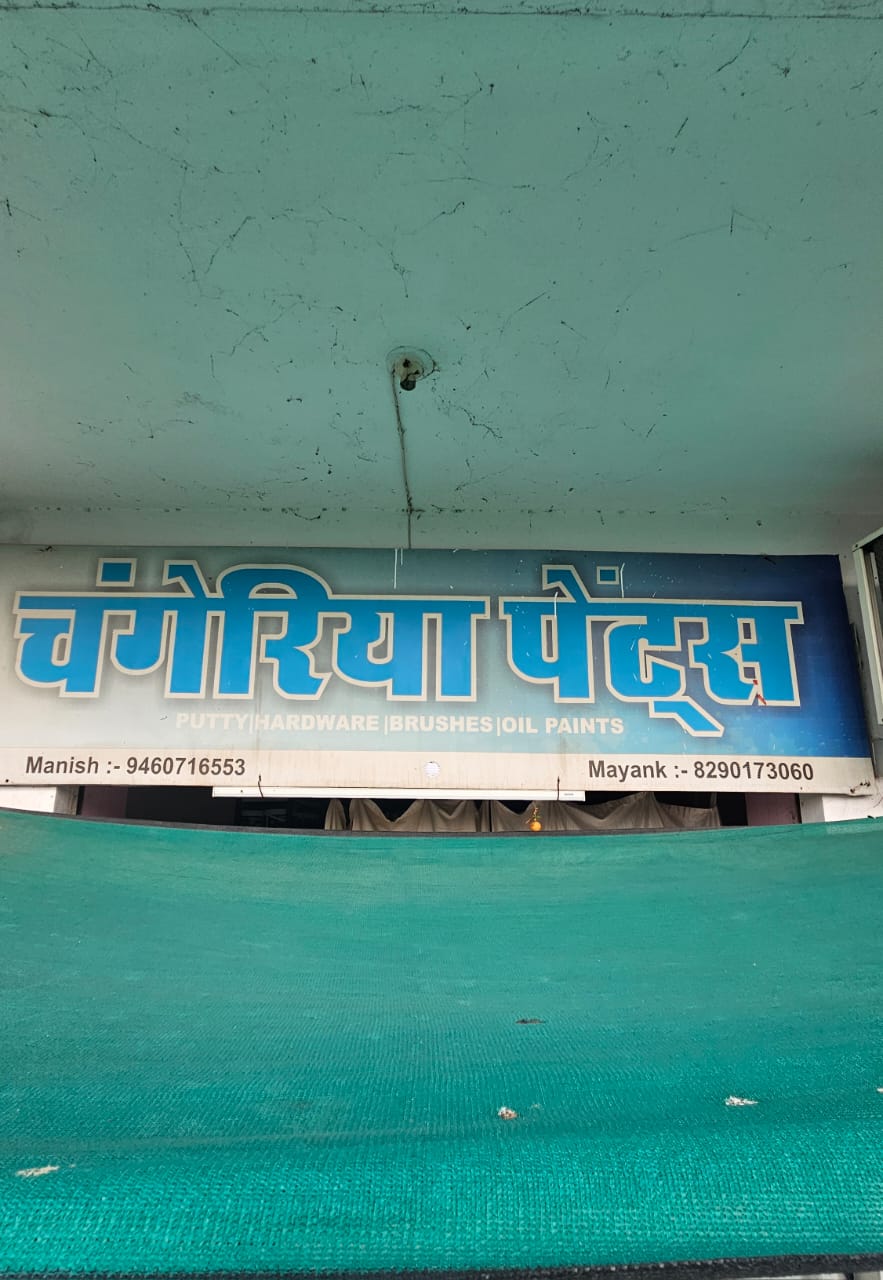 चंगेरिया पेंट्स
PUTTY|HARDWARE|BRUSHES|OIL PAINTS
Manish :- 9460716553 Mayank :- 8290173060